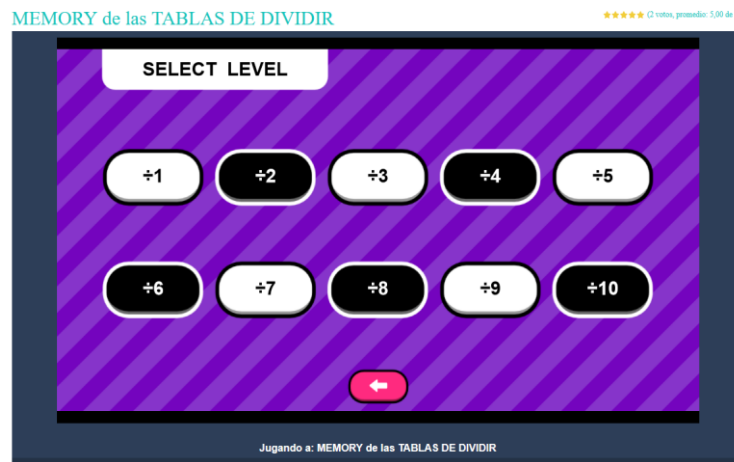 MEMORY de las TABLAS DE DIVIDIR
(2 votos, promedio: 5,00 de
SELECT LEVEL
÷1 ÷2 ÷3 ÷4 ÷5
÷6 ÷7 ÷8 ÷9 ÷10
Jugando a: MEMORY de las TABLAS DE DIVIDIR